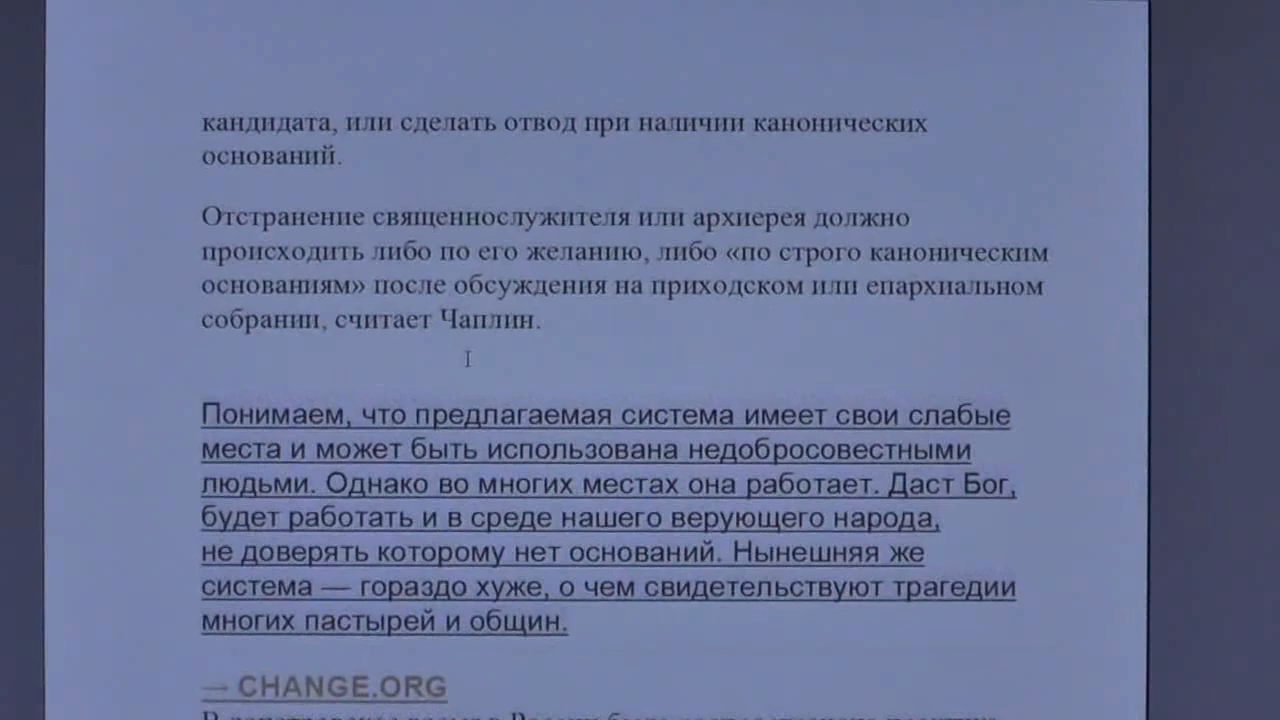 кандидата, или сделать отвод при наличии канонических
оснований.
Отстранение священнослужителя или архиерея должно
происходить либо по его желанию, либо «по строго каноническим
основаниям» после обсуждения на приходском или епархиальном
собрании, считает Чаплин.
Понимаем, что предлагаемая система имеет свои слабые
места и может быть использована недобросовестными
людьми. Однако во многих местах она работает. Даст Бог,
будет работать и в среде нашего верующего народа,
не доверять которому нет оснований. Нынешняя же
система — гораздо хуже, о чем свидетельствуют трагедии
многих пастырей и общин.
— CHANGE.ORG